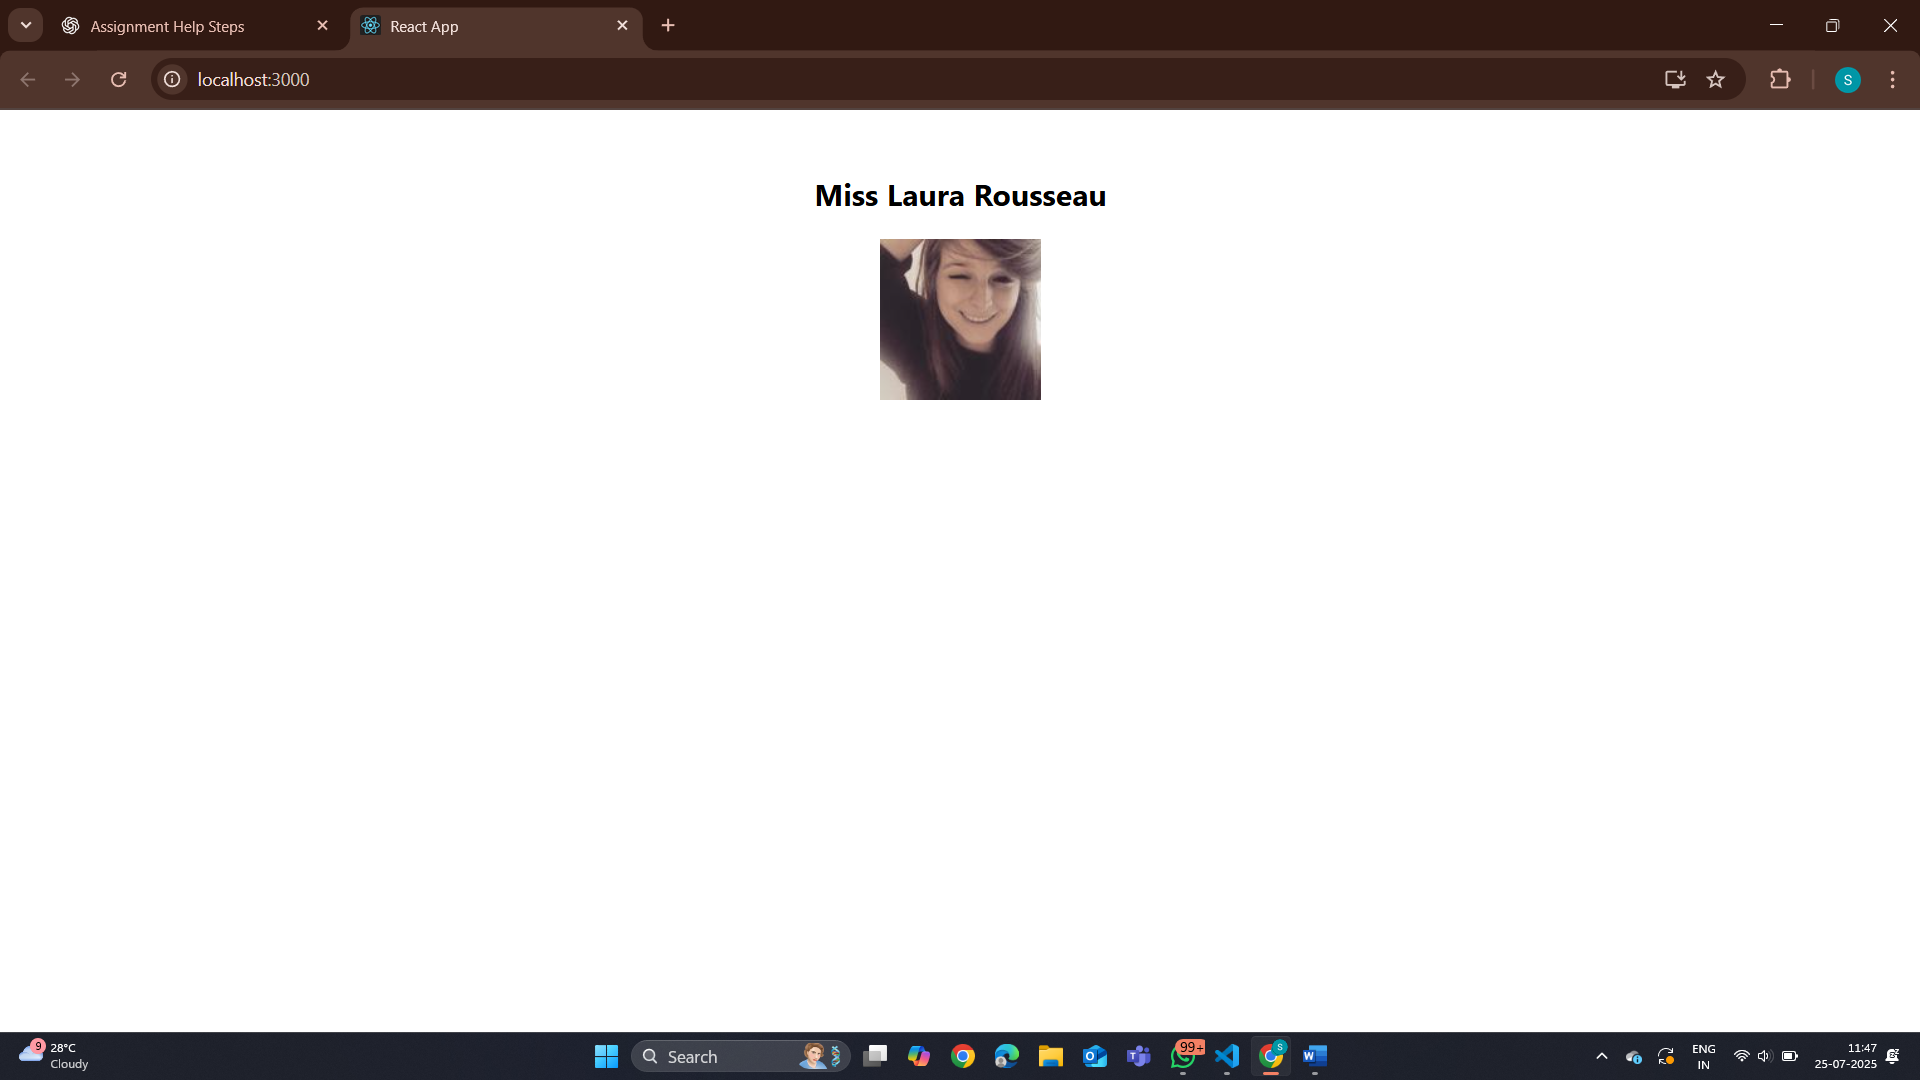 Assignment Help Steps
React App
localhost:3000
S
Miss Laura Rousseau
9
28°C
Cloudy
Search
99+
S
ENG
IN
11:47
25-07-2025